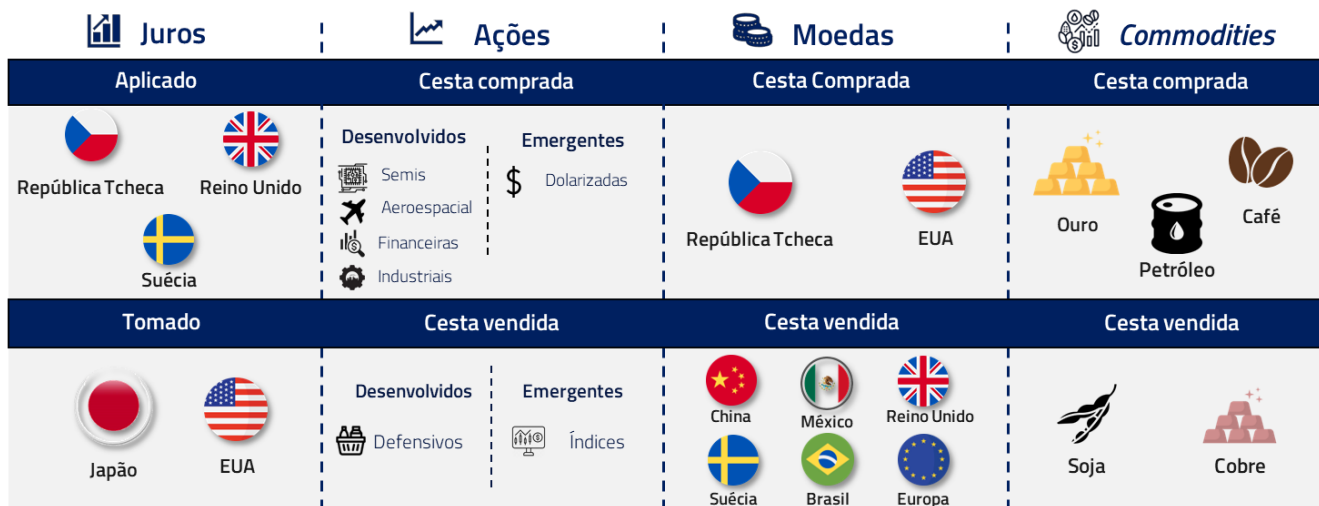 Juros
Ações
Moedas
Commodities
Aplicado
Cesta comprada
Cesta Comprada
Cesta comprada
República Tcheca
Reino Unido
Suécia
Desenvolvidos
Semis
Aeroespacial
Financeiras
Industriais
Emergentes
$ Dolarizadas
República Tcheca
EUA
Ouro
Petróleo
Café
Tomado
Cesta vendida
Cesta vendida
Cesta vendida
Japão
EUA
Desenvolvidos
Defensivos
Emergentes
Índices
China
México
Reino Unido
Suécia
Brasil
Europa
Soja
Cobre